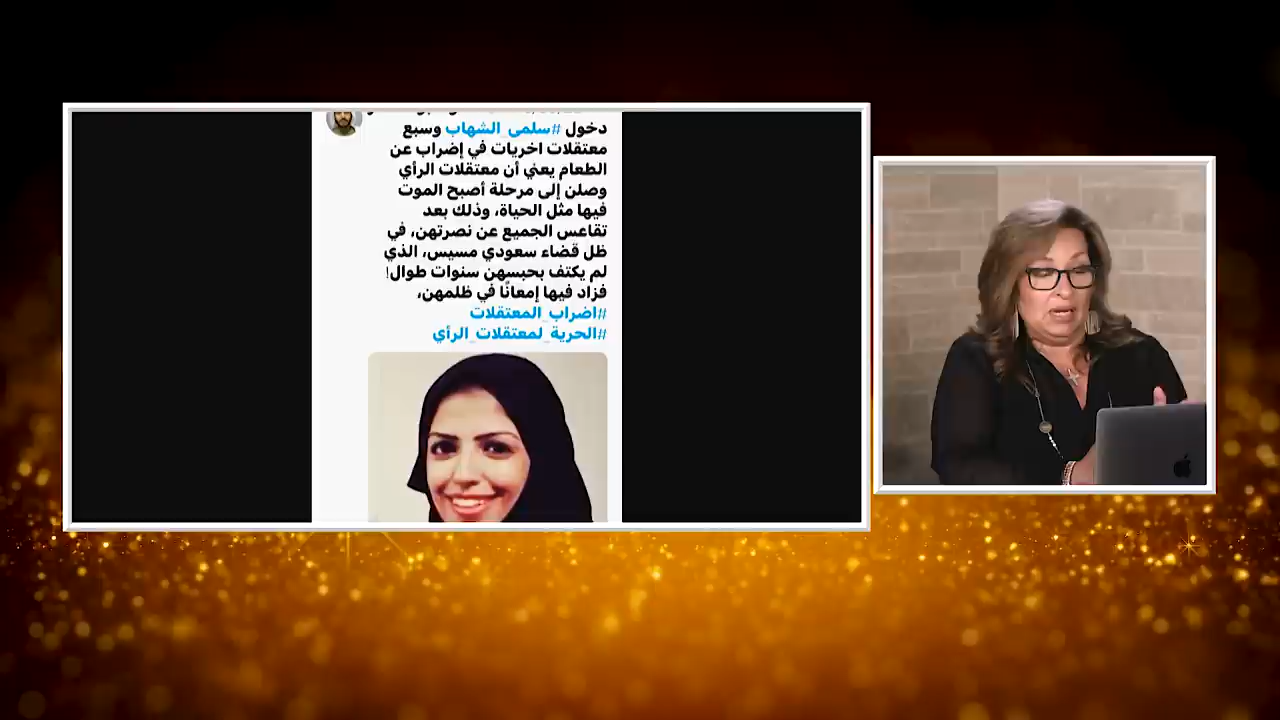 دخول #سلمى_الشهاب وسبع
معتقلات اخريات في إضراب عن
الطعام يعني أن معتقلات الرأي
وصلن إلى مرحلة أصبح الموت
فيها مثل الحياة، وذلك بعد
تقاعس الجميع عن نصرتهن، في
ظل قضاء سعودي مسيس، الذي
لم يكتف بحبسهن سنوات طوال!
فزاد فيها إمعانًا في ظلمهن،
#اضراب_المعتقلات
#الحرية_لمعتقلات_الرأي